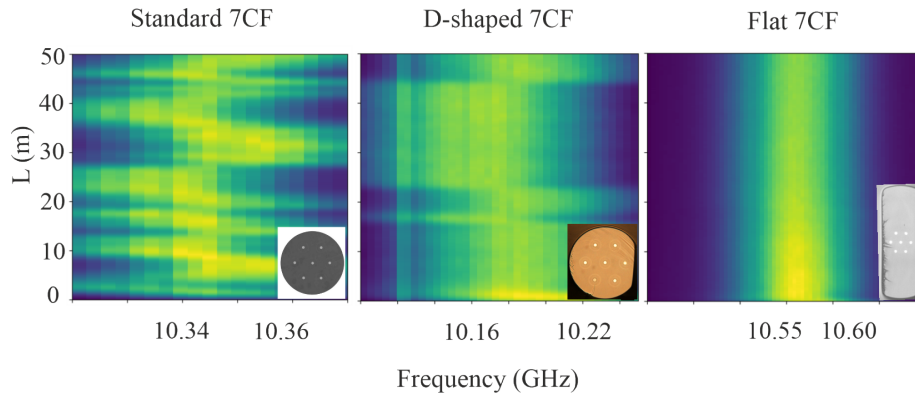 Standard 7CF D-shaped 7CF Flat 7CF
L (m)
50
40
30
20
10
0
10.34 10.36 10.16 10.22 10.55 10.60
Frequency (GHz)